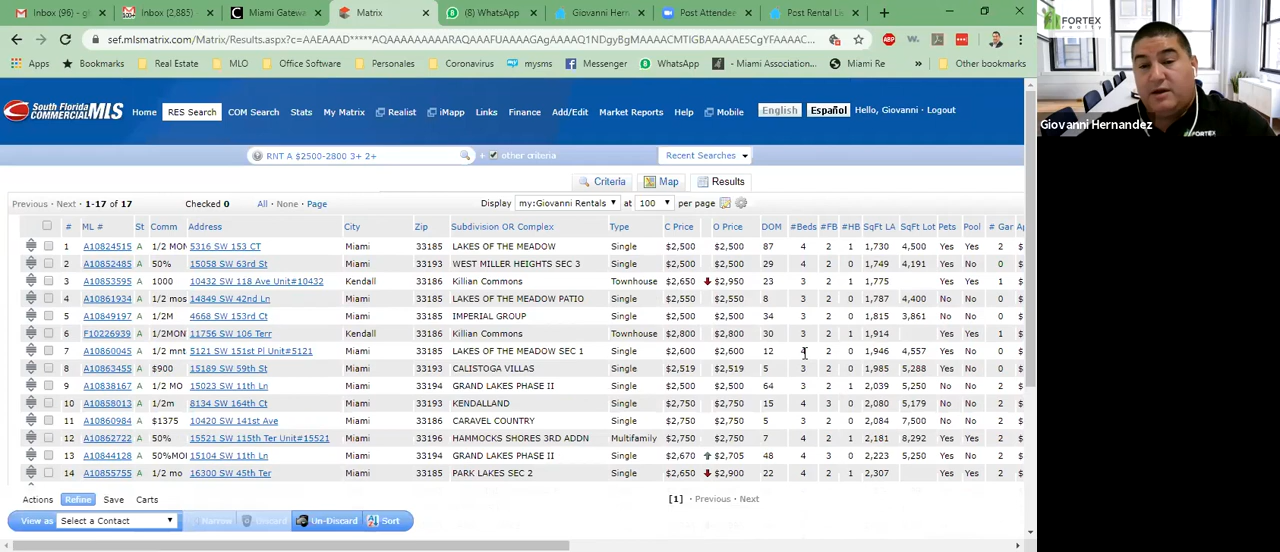 Inbox (96) - g
Inbox (2,885)
Miami Gatewa
Matrix
(8) WhatsApp
Giovanni Hern
Post Attendee
Post Rental Lis
sef.mlsmatrix.com/Matrix/Results.aspx?c=AAEAAAD*****AQAAAAAAAAAQAAAFUAAAAGAgAAAAQ1NDgyBgMAAAACMTIGBAAAAAE5CgYFAAAAC...
Apps
Bookmarks
Real Estate
MLO
Office Software
Personales
Coronavirus
mysms
Messenger
WhatsApp
- Miami Association...
Miami Re
»
Other bookmarks
South Florida
COMMERCIALMLS
Home RES Search COM Search Stats My Matrix Realist iMapp Links Finance Add/Edit Market Reports Help Mobile English Español Hello, Giovanni • Logout
RNT A $2500-2800 3+ 2+
+ other criteria
Recent Searches
Criteria Map Results
Previous · Next · 1-17 of 17 Checked 0 All · None · Page Display my:Giovanni Rentals at 100 per page
# ML # St Comm Address City Zip Subdivision OR Complex Type C Price O Price DOM #Beds #FB #HB SqFt LA SqFt Lot Pets Pool # Gar
1 A10824515 A 1/2 MON 5316 SW 153 CT Miami 33185 LAKES OF THE MEADOW Single $2,500 $2,500 87 4 2 1 1,730 4,500 Yes Yes 2 $
2 A10852485 A 50% 15058 SW 63rd St Miami 33193 WEST MILLER HEIGHTS SEC 3 Single $2,500 $2,500 29 4 2 0 1,749 4,191 Yes No 0 $
3 A10853595 A 1000 10432 SW 118 Ave Unit#10432 Kendall 33186 Killian Commons Townhouse $2,650 $2,950 23 3 2 1 1,775 Yes Yes 1 $
4 A10861934 A 1/2 mos 14849 SW 42nd Ln Miami 33185 LAKES OF THE MEADOW PATIO Single $2,550 $2,550 8 3 2 0 1,787 4,400 No No 0 $
5 A10849197 A 1/2M 4668 SW 153rd Ct Miami 33185 IMPERIAL GROUP Single $2,550 $2,550 34 3 2 0 1,815 3,861 No No 0 $
6 F10226939 A 1/2MON 11756 SW 106 Terr Kendall 33186 Killian Commons Townhouse $2,800 $2,800 30 3 2 1 1,914 Yes Yes 1 $
7 A10860045 A 1/2 mnt 5121 SW 151st Pl Unit#5121 Miami 33185 LAKES OF THE MEADOW SEC 1 Single $2,600 $2,600 12 4 2 0 1,946 4,557 Yes No 0 $
8 A10863455 A $900 15189 SW 59th St Miami 33193 CALISTOGA VILLAS Single $2,519 $2,519 5 3 2 0 1,985 5,288 Yes No 0 $
9 A10838167 A 1/2 MO 15023 SW 11th Ln Miami 33194 GRAND LAKES PHASE II Single $2,700 $2,700 64 3 2 1 2,039 5,250 No No 2 $
10 A10858013 A 1/2m 8134 SW 164th Ct Miami 33193 KENDALLAND Single $2,750 $2,750 15 4 3 0 2,080 5,179 No No 2 $
11 A10860984 A $1375 10420 SW 141st Ave Miami 33186 CARAVEL COUNTRY Single $2,750 $2,750 5 3 2 0 2,084 7,500 No No 2 $
12 A10862722 A 50% 15521 SW 115th Ter Unit#15521 Miami 33196 HAMMOCKS SHORES 3RD ADDN Multifamily $2,750 $2,750 7 4 2 1 2,181 8,292 Yes Yes 2 $
13 A10844128 A 50%MOI 15104 SW 11th Ln Miami 33194 GRAND LAKES PHASE II Single $2,670 $2,705 48 4 3 0 2,223 5,250 No No 2 $
14 A10855755 A 1/2 mo 16300 SW 45th Ter Miami 33185 PARK LAKES SEC 2 Single $2,650 $2,900 22 4 2 1 2,307 Yes Yes 2 $
Actions Refine Save Carts [1] · Previous · Next
View as Select a Contact Narrow Discard Un-Discard Sort
FORTEX
realty
Giovanni Hernandez
FORTEX